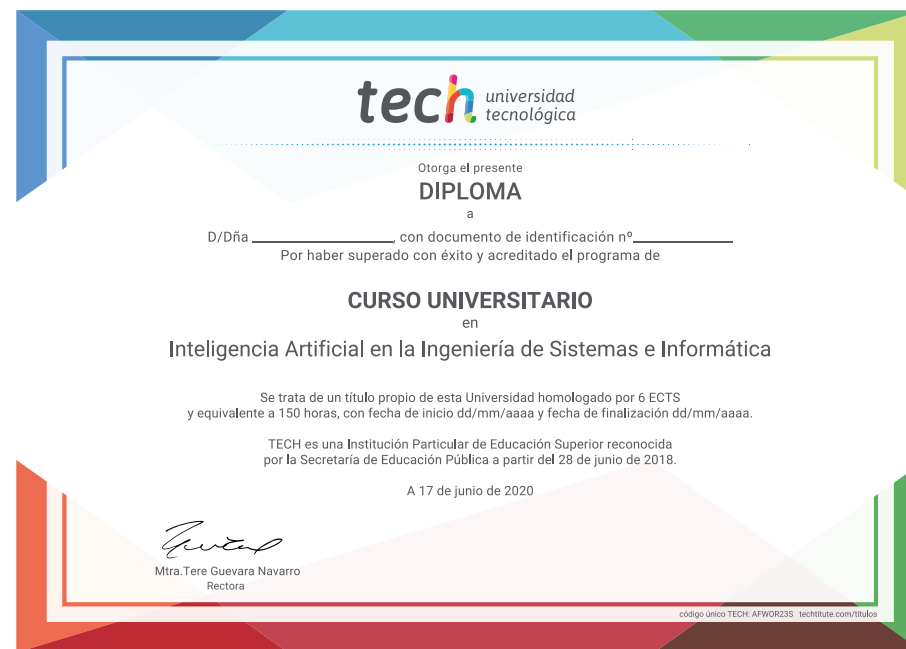 tech universidad
tecnológica
Otorga el presente
DIPLOMA
a
D/Dña ____________________, con documento de identificación nº______________
Por haber superado con éxito y acreditado el programa de
CURSO UNIVERSITARIO
en
Inteligencia Artificial en la Ingeniería de Sistemas e Informática
Se trata de un título propio de esta Universidad homologado por 6 ECTS
y equivalente a 150 horas, con fecha de inicio dd/mm/aaaa y fecha de finalización dd/mm/aaaa.
TECH es una Institución Particular de Educación Superior reconocida
por la Secretaría de Educación Pública a partir del 28 de junio de 2018.
A 17 de junio de 2020
Mtra.Tere Guevara Navarro
Rectora
código único TECH: AFWOR23S techtitute.com/titulos